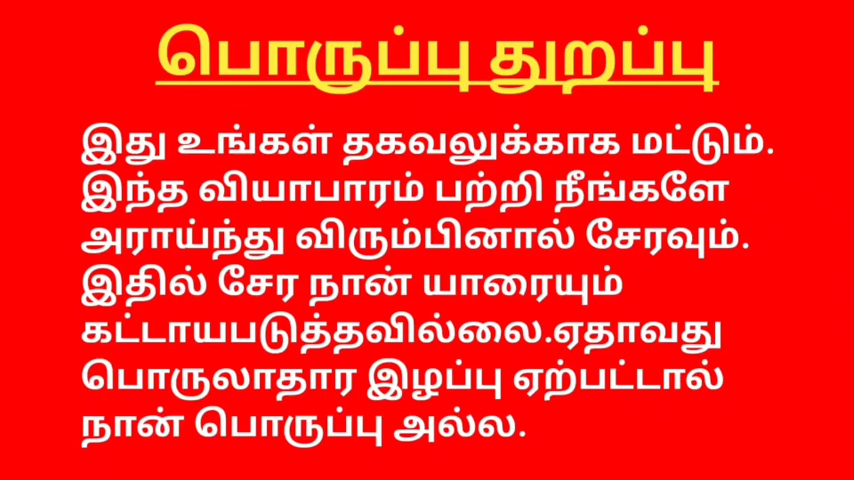 பொருப்பு துறப்பு
இது உங்கள் தகவலுக்காக மட்டும்.
இந்த வியாபாரம் பற்றி நீங்களே
அராய்ந்து விரும்பினால் சேரவும்.
இதில் சேர நான் யாரையும்
கட்டாயபடுத்தவில்லை.ஏதாவது
பொருலாதார இழப்பு ஏற்பட்டால்
நான் பொருப்பு அல்ல.